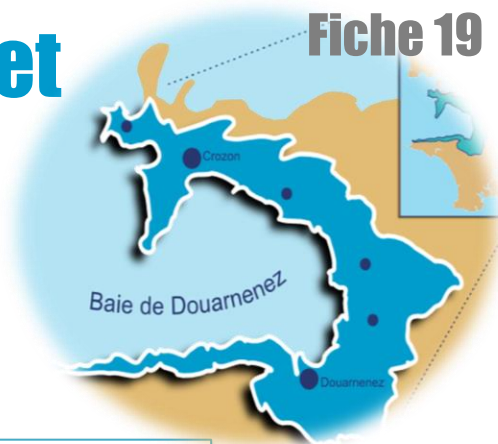 Fiche 19
et
Crozon
Baie de Douarnenez
Douarnenez